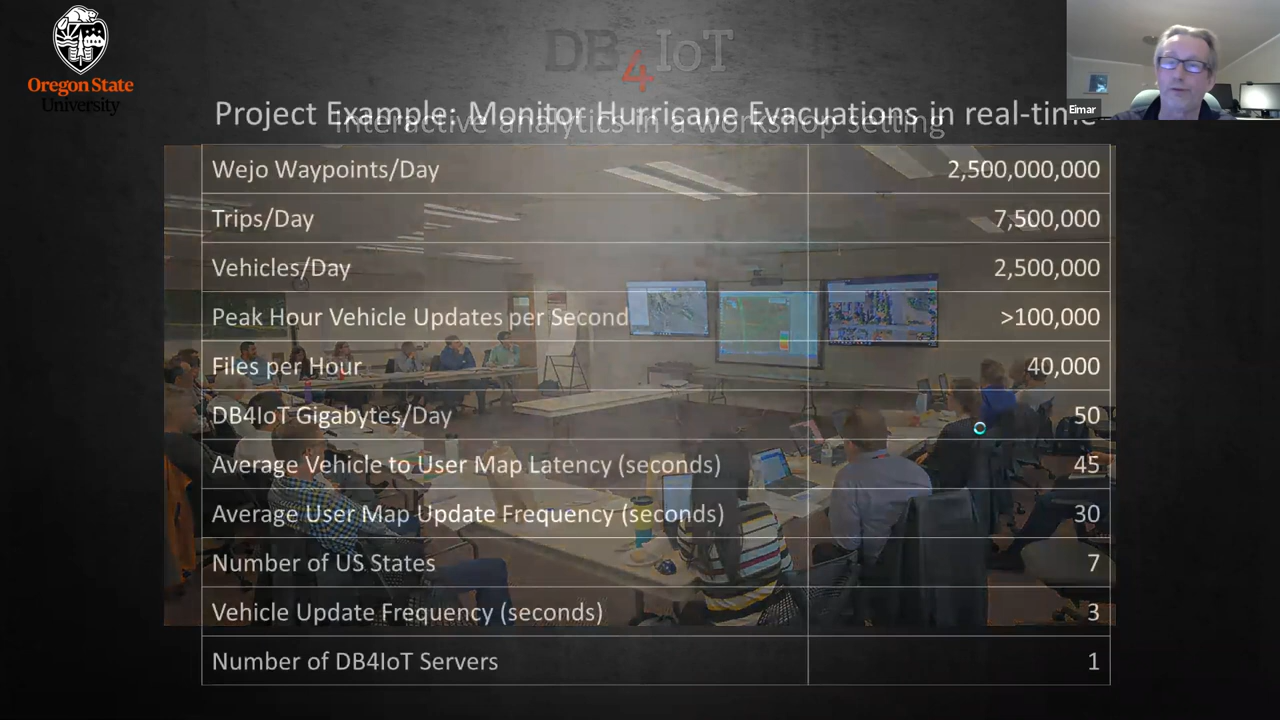 Oregon State
University
DB4IoT
Eimar
Project Example: Monitor Hurricane Evacuations in real-time
Interactive analytics in a workshop setting
Wejo Waypoints/Day 2,500,000,000
Trips/Day 7,500,000
Vehicles/Day 2,500,000
Peak Hour Vehicle Updates per Second >100,000
Files per Hour 40,000
DB4IoT Gigabytes/Day 50
Average Vehicle to User Map Latency (seconds) 45
Average User Map Update Frequency (seconds) 30
Number of US States 7
Vehicle Update Frequency (seconds) 3
Number of DB4IoT Servers 1